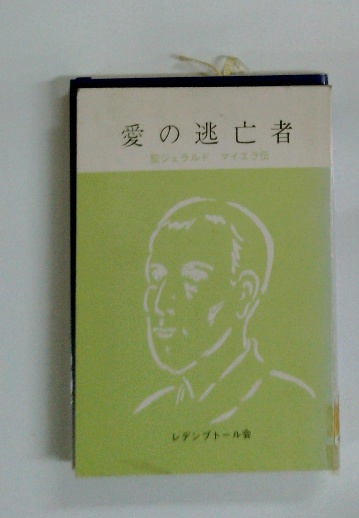 愛の逃亡者
聖ジェラルド マイエラ伝
レデンプトール会